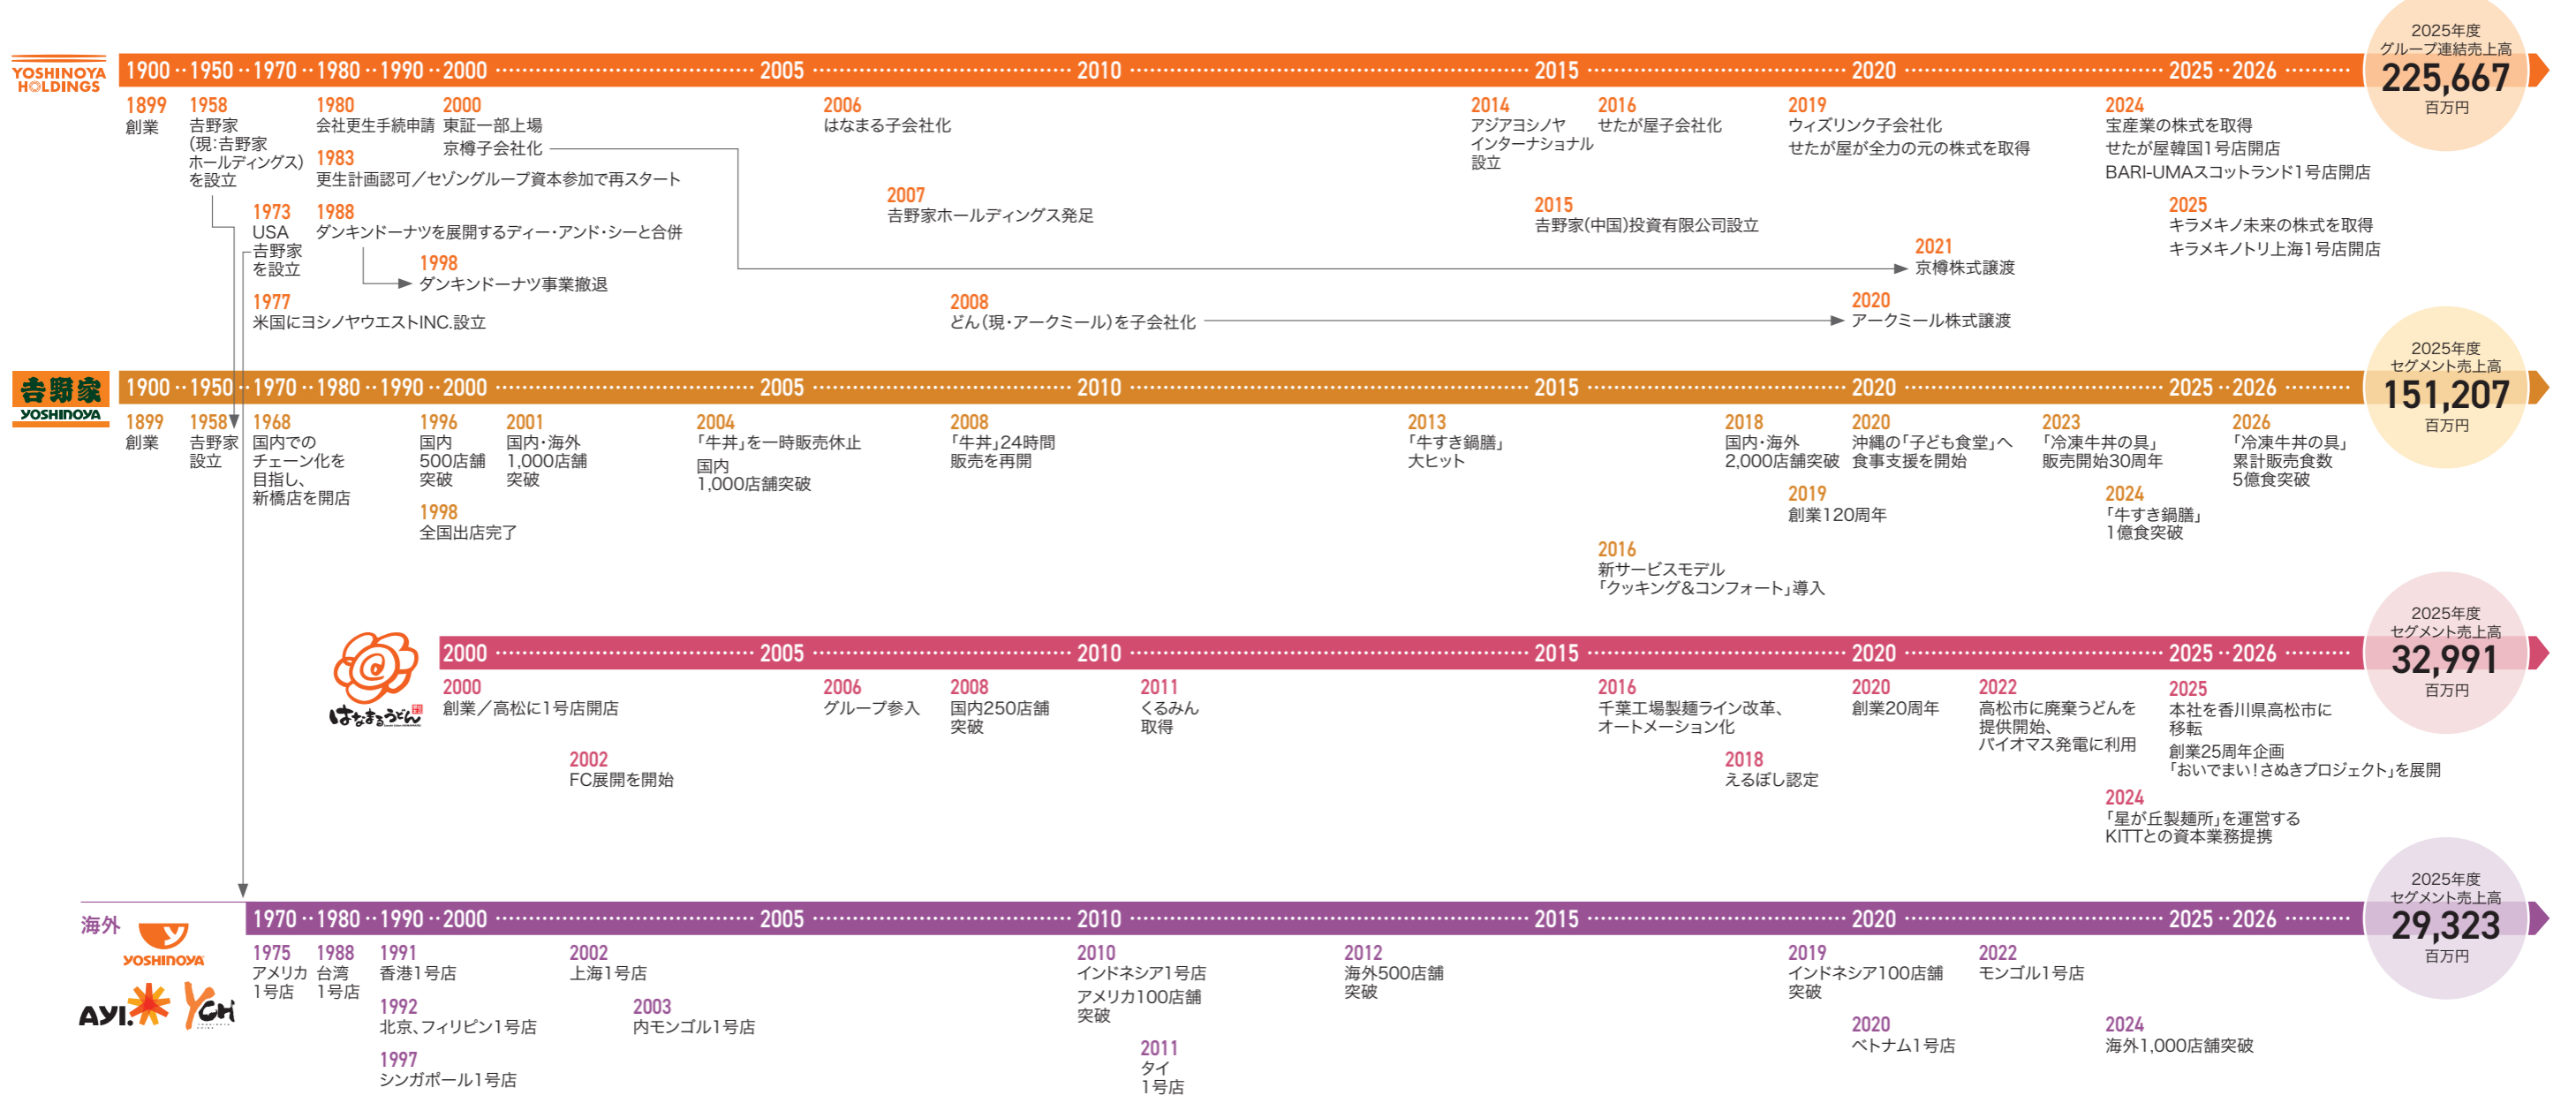 YOSHINOYA
HOLDINGS
1900 1950 1970 1980 1990 2000 2005 2010 2015 2020 2025 2026
2025年度
グループ連結売上高
225,667
百万円
1899
創業
1958
𠮷野家
(現:𠮷野家
ホールディングス)
を設立
1973
USA
𠮷野家
を設立
1977
米国にヨシノヤウエストINC.設立
1980
会社更生手続申請
1983
更生計画認可／セゾングループ資本参加で再スタート
1988
ダンキンドーナツを展開するディー・アンド・シーと合併
1998
ダンキンドーナツ事業撤退
2000
東証一部上場
京樽子会社化
2006
はなまる子会社化
2007
𠮷野家ホールディングス発足
2008
どん(現・アークミール)を子会社化
2014
アジアヨシノヤ
インターナショナル
設立
2015
𠮷野家(中国)投資有限公司設立
2016
せたが屋子会社化
2019
ウィズリンク子会社化
せたが屋が全力の元の株式を取得
2021
京樽株式譲渡
2020
アークミール株式譲渡
2024
宝産業の株式を取得
せたが屋韓国1号店開店
BARI-UMAスコットランド1号店開店
2025
キラメキノ未来の株式を取得
キラメキノトリ上海1号店開店
𠮷野家
YOSHINOYA
1900 1950 1970 1980 1990 2000 2005 2010 2015 2020 2025 2026
2025年度
セグメント売上高
151,207
百万円
1899
創業
1958
𠮷野家
設立
1968
国内での
チェーン化を
目指し、
新橋店を開店
1996
国内
500店舗
突破
1998
全国出店完了
2001
国内・海外
1,000店舗
突破
2004
「牛丼」を一時販売休止
国内
1,000店舗突破
2008
「牛丼」24時間
販売を再開
2013
「牛すき鍋膳」
大ヒット
2016
新サービスモデル
「クッキング＆コンフォート」導入
2018
国内・海外
2,000店舗突破
2019
創業120周年
2020
沖縄の「子ども食堂」へ
食事支援を開始
2023
「冷凍牛丼の具」
販売開始30周年
2024
「牛すき鍋膳」
1億食突破
2026
「冷凍牛丼の具」
累計販売食数
5億食突破
はなまるうどん
2000 2005 2010 2015 2020 2025 2026
2025年度
セグメント売上高
32,991
百万円
2000
創業／高松に1号店開店
2002
FC展開を開始
2006
グループ参入
2008
国内250店舗
突破
2011
くるみん
取得
2016
千葉工場製麺ライン改革、
オートメーション化
2018
えるぼし認定
2020
創業20周年
2022
高松市に廃棄うどんを
提供開始、
バイオマス発電に利用
2025
本社を香川県高松市に
移転
創業25周年企画
「おいでまい！さぬきプロジェクト」を展開
2024
「星が丘製麺所」を運営する
KITTとの資本業務提携
海外
YOSHINOYA
AYI.
YCH
1970 1980 1990 2000 2005 2010 2015 2020 2025 2026
2025年度
セグメント売上高
29,323
百万円
1975
アメリカ
1号店
1988
台湾
1号店
1991
香港1号店
1992
北京、フィリピン1号店
1997
シンガポール1号店
2002
上海1号店
2003
内モンゴル1号店
2010
インドネシア1号店
アメリカ100店舗
突破
2011
タイ
1号店
2012
海外500店舗
突破
2019
インドネシア100店舗
突破
2020
ベトナム1号店
2022
モンゴル1号店
2024
海外1,000店舗突破